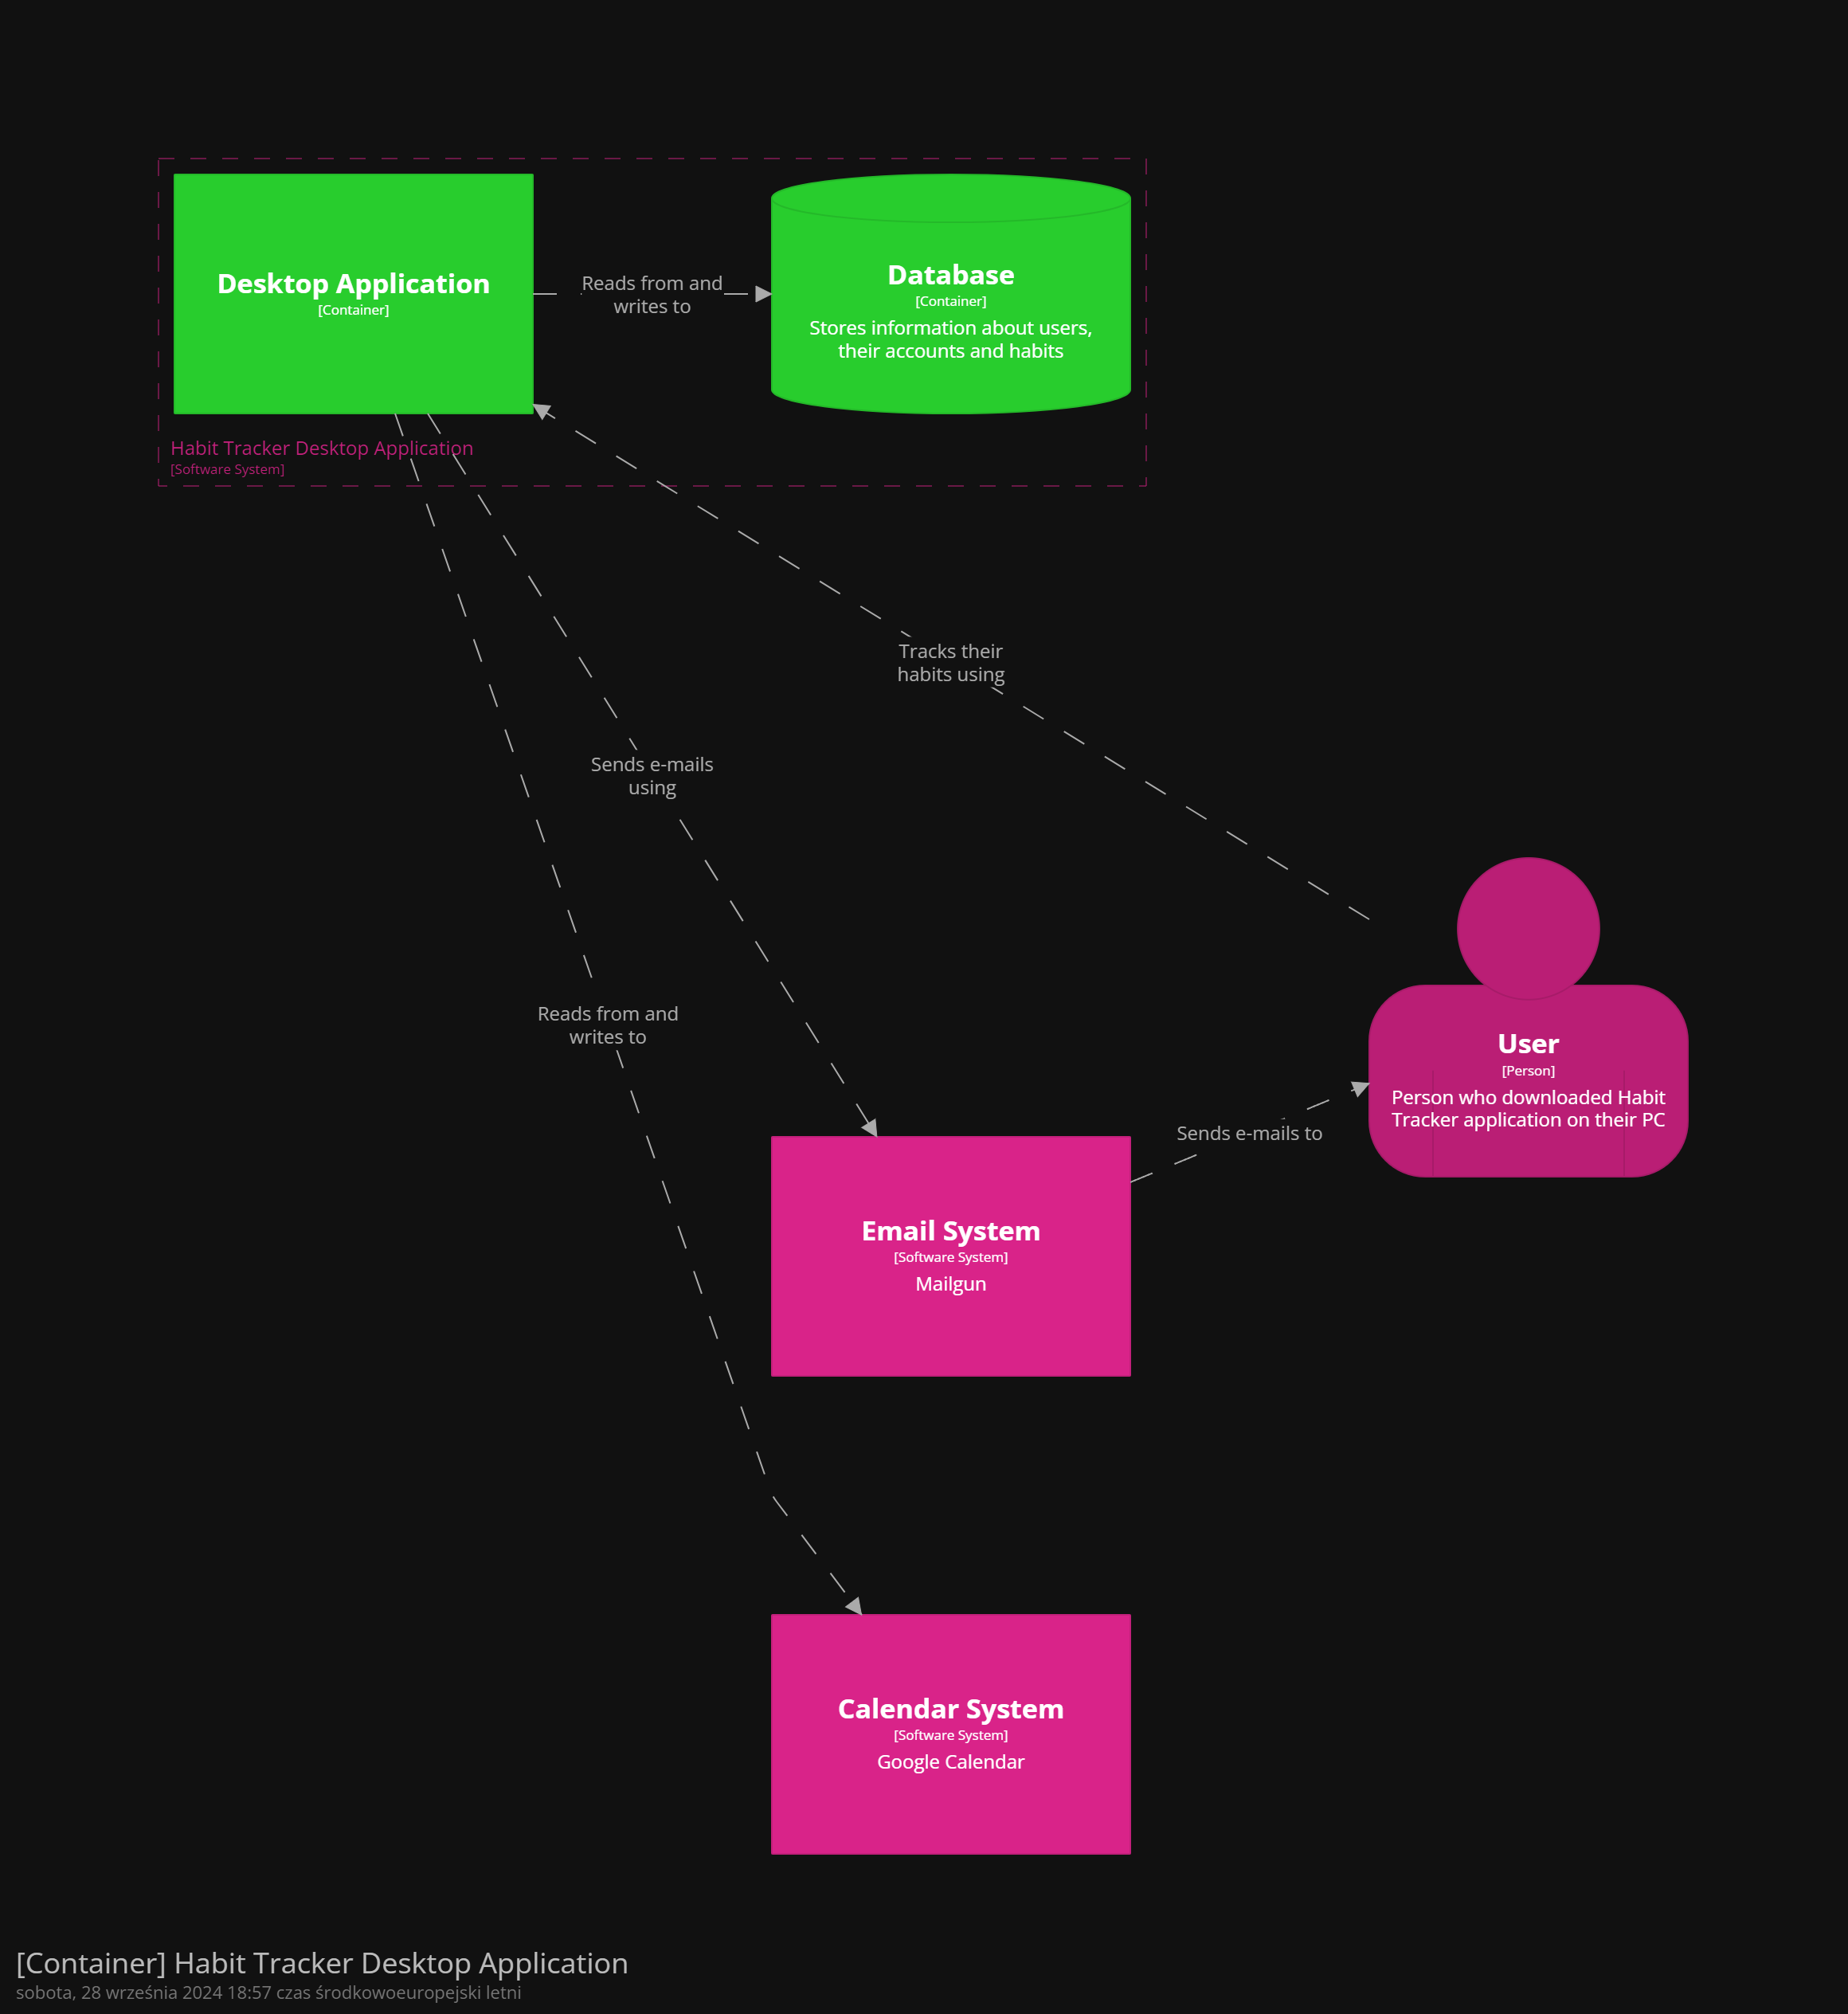 Desktop Application
[Container]
Reads from and
writes to
Database
[Container]
Stores information about users,
their accounts and habits
Habit Tracker Desktop Application
[Software System]
Tracks their
habits using
Sends e-mails
using
Reads from and
writes to
User
[Person]
Person who downloaded Habit
Tracker application on their PC
Sends e-mails to
Email System
[Software System]
Mailgun
Calendar System
[Software System]
Google Calendar
[Container] Habit Tracker Desktop Application
sobota, 28 września 2024 18:57 czas środkowoeuropejski letni